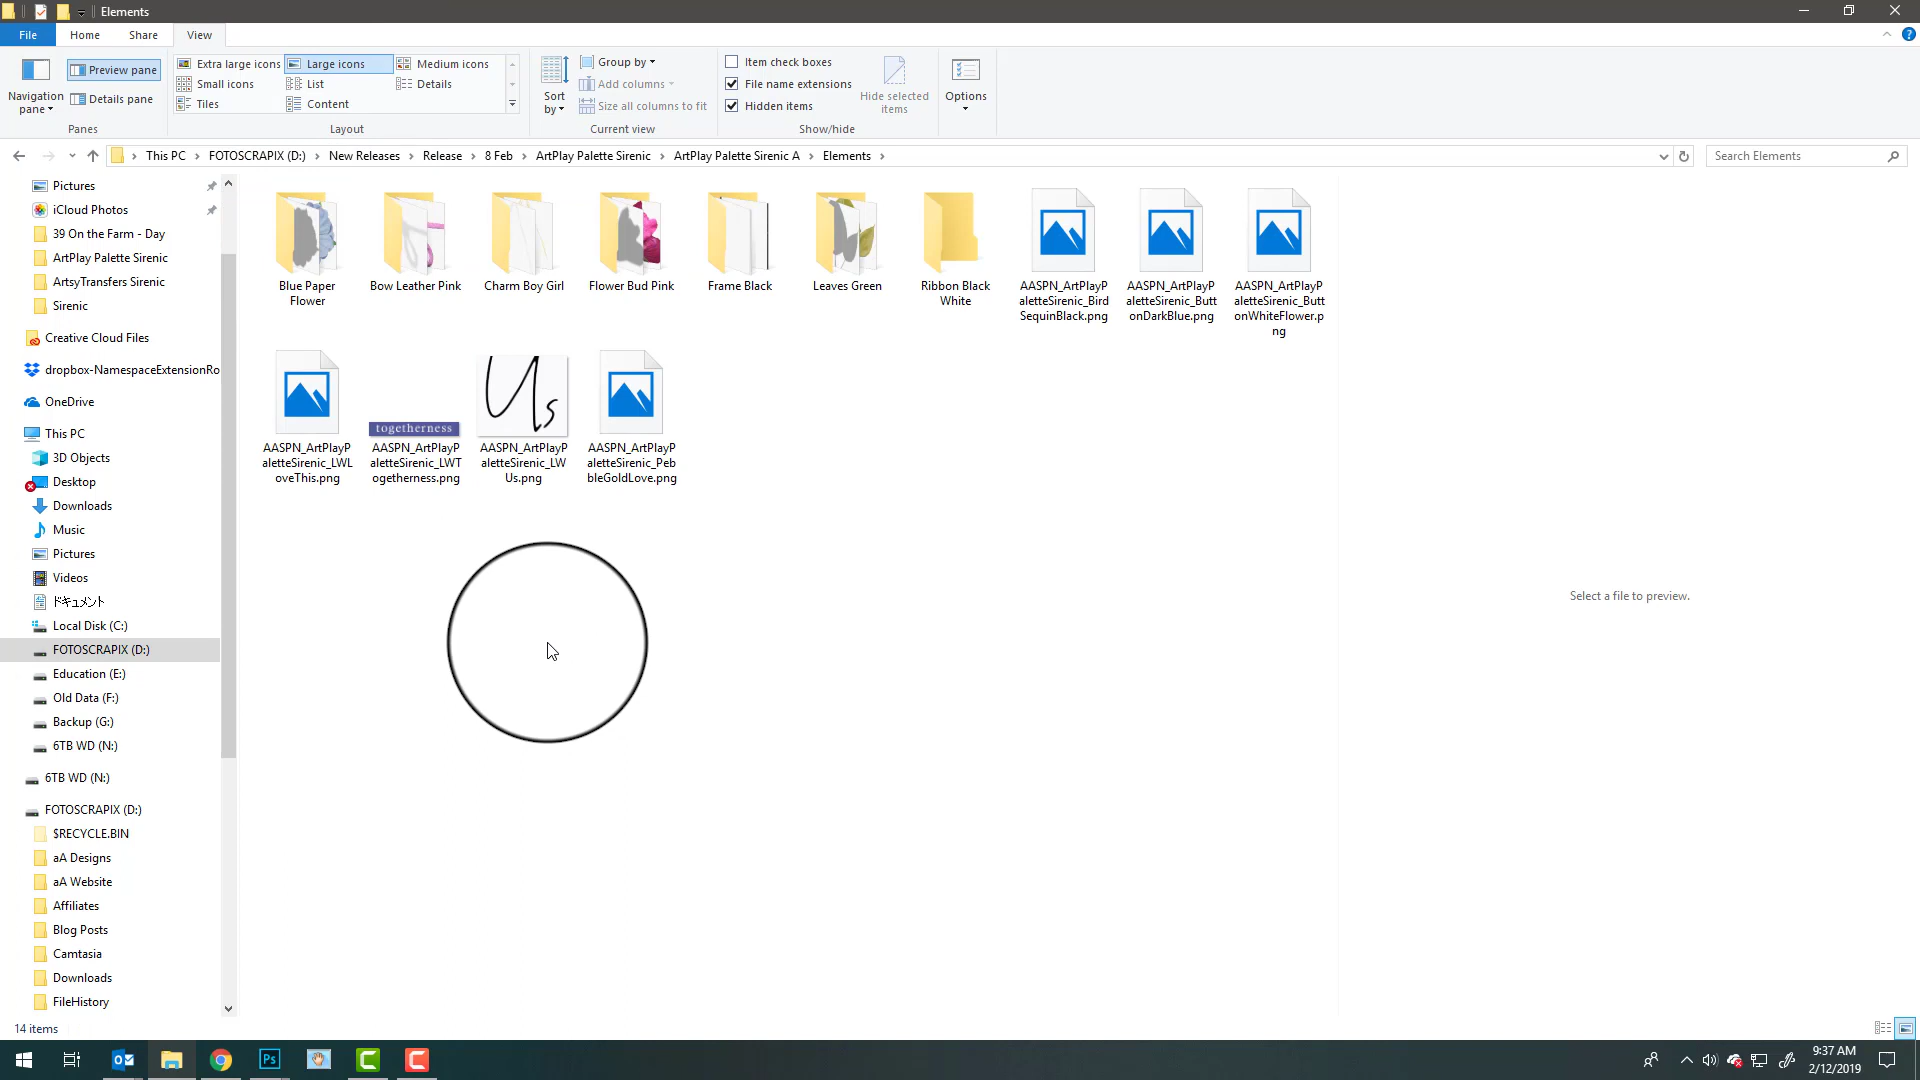 Elements
File
Home
Share
View
Navigation
pane
Preview pane
Details pane
Panes
Extra large icons
Large icons
Medium icons
Small icons
List
Details
Tiles
Content
Layout
Sort
by
Group by
Add columns
Size all columns to fit
Current view
Item check boxes
File name extensions
Hidden items
Hide selected
items
Show/hide
Options
This PC
FOTOSCRAPIX (D:)
New Releases
Release
8 Feb
ArtPlay Palette Sirenic
ArtPlay Palette Sirenic A
Elements
Search Elements
Pictures
iCloud Photos
39 On the Farm - Day
ArtPlay Palette Sirenic
ArtsyTransfers Sirenic
Sirenic
Creative Cloud Files
dropbox-NamespaceExtensionRo
OneDrive
This PC
3D Objects
Desktop
Downloads
Music
Pictures
Videos
ドキュメント
Local Disk (C:)
FOTOSCRAPIX (D:)
Education (E:)
Old Data (F:)
Backup (G:)
6TB WD (N:)
6TB WD (N:)
FOTOSCRAPIX (D:)
$RECYCLE.BIN
aA Designs
aA Website
Affiliates
Blog Posts
Camtasia
Downloads
FileHistory
Blue Paper
Flower
Bow Leather Pink
Charm Boy Girl
Flower Bud Pink
Frame Black
Leaves Green
Ribbon Black
White
AASPN_ArtPlayP
aletteSirenic_Bird
SequinBlack.png
AASPN_ArtPlayP
aletteSirenic_Butt
onDarkBlue.png
AASPN_ArtPlayP
aletteSirenic_Butt
onWhiteFlower.p
ng
AASPN_ArtPlayP
aletteSirenic_LWL
oveThis.png
togetherness
AASPN_ArtPlayP
aletteSirenic_LWT
ogetherness.png
Us
AASPN_ArtPlayP
aletteSirenic_LW
Us.png
AASPN_ArtPlayP
aletteSirenic_Peb
bleGoldLove.png
Select a file to preview.
14 items
Ps
9:37 AM
2/12/2019